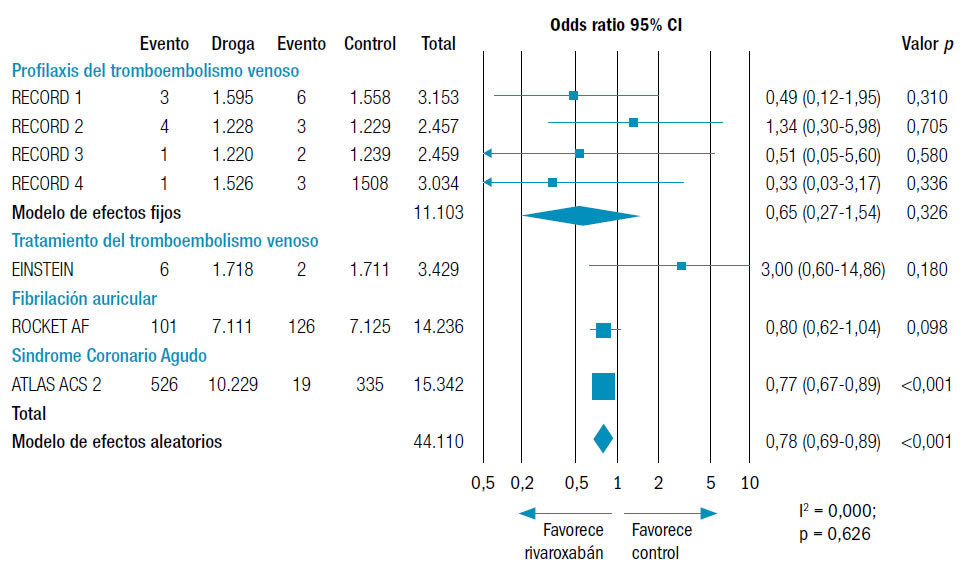 Odds ratio 95% CI
Evento Droga Evento Control Total Valor p
Profilaxis del tromboembolismo venoso
RECORD 1 3 1.595 6 1.558 3.153 0,49 (0,12-1,95) 0,310
RECORD 2 4 1.228 3 1.229 2.457 1,34 (0,30-5,98) 0,705
RECORD 3 1 1.220 2 1.239 2.459 0,51 (0,05-5,60) 0,580
RECORD 4 1 1.526 3 1508 3.034 0,33 (0,03-3,17) 0,336
Modelo de efectos fijos 11.103 0,65 (0,27-1,54) 0,326
Tratamiento del tromboembolismo venoso
EINSTEIN 6 1.718 2 1.711 3.429 3,00 (0,60-14,86) 0,180
Fibrilación auricular
ROCKET AF 101 7.111 126 7.125 14.236 0,80 (0,62-1,04) 0,098
Sindrome Coronario Agudo
ATLAS ACS 2 526 10.229 19 335 15.342 0,77 (0,67-0,89) <0,001
Total
Modelo de efectos aleatorios 44.110 0,78 (0,69-0,89) <0,001
0,5 0,2 0,5 1 2 5 10
I² = 0,000;
p = 0,626
Favorece rivaroxabán
Favorece control